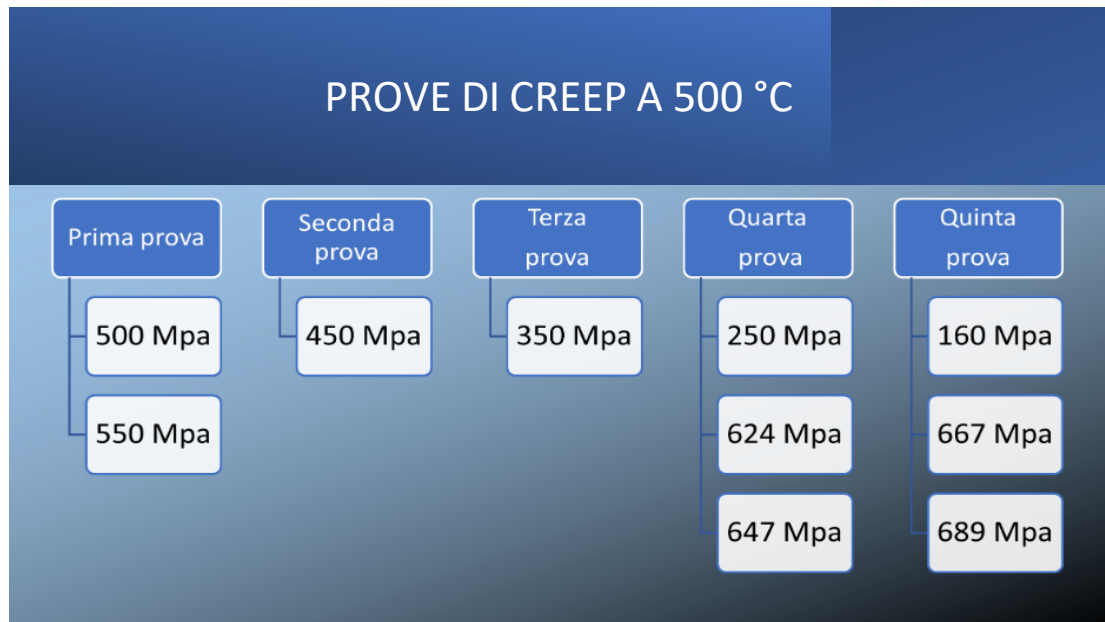 PROVE DI CREEP A 500 °C
Prima prova
500 Mpa
550 Mpa
Seconda
prova
450 Mpa
Terza
prova
350 Mpa
Quarta
prova
250 Mpa
624 Mpa
647 Mpa
Quinta
prova
160 Mpa
667 Mpa
689 Mpa